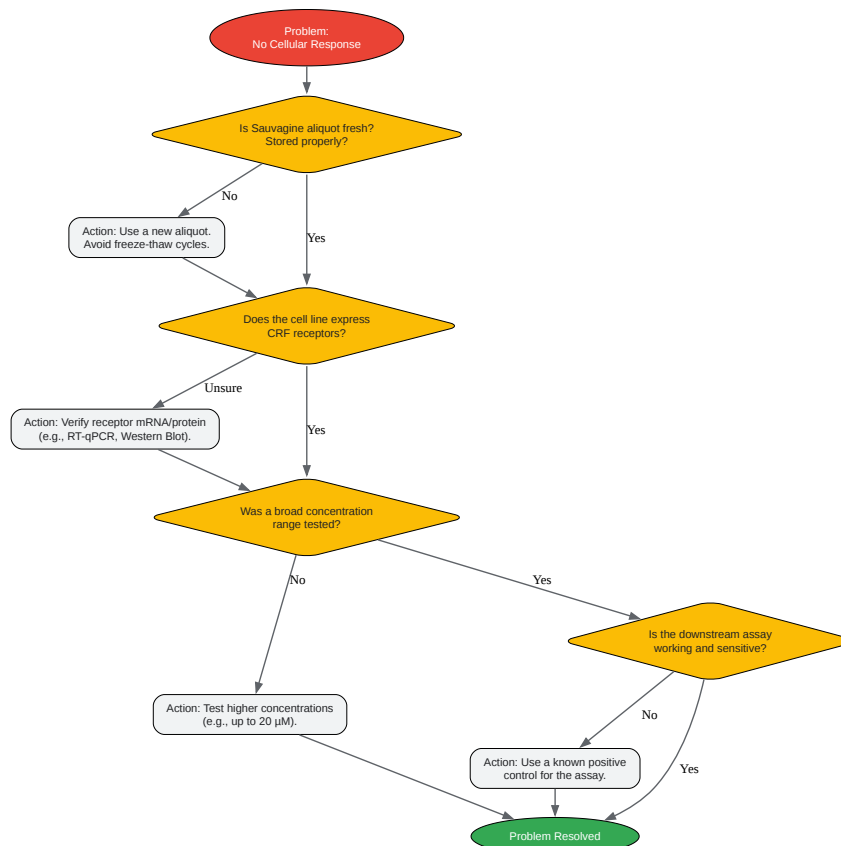 Problem:
No Cellular Response
Is Sauvagine aliquot fresh?
Stored properly?
No
Yes
Action: Use a new aliquot.
Avoid freeze-thaw cycles.
Does the cell line express
CRF receptors?
Unsure
Yes
Action: Verify receptor mRNA/protein
(e.g., RT-qPCR, Western Blot).
Was a broad concentration
range tested?
No
Yes
Is the downstream assay
working and sensitive?
Action: Test higher concentrations
(e.g., up to 20 µM).
No
Yes
Action: Use a known positive
control for the assay.
Problem Resolved